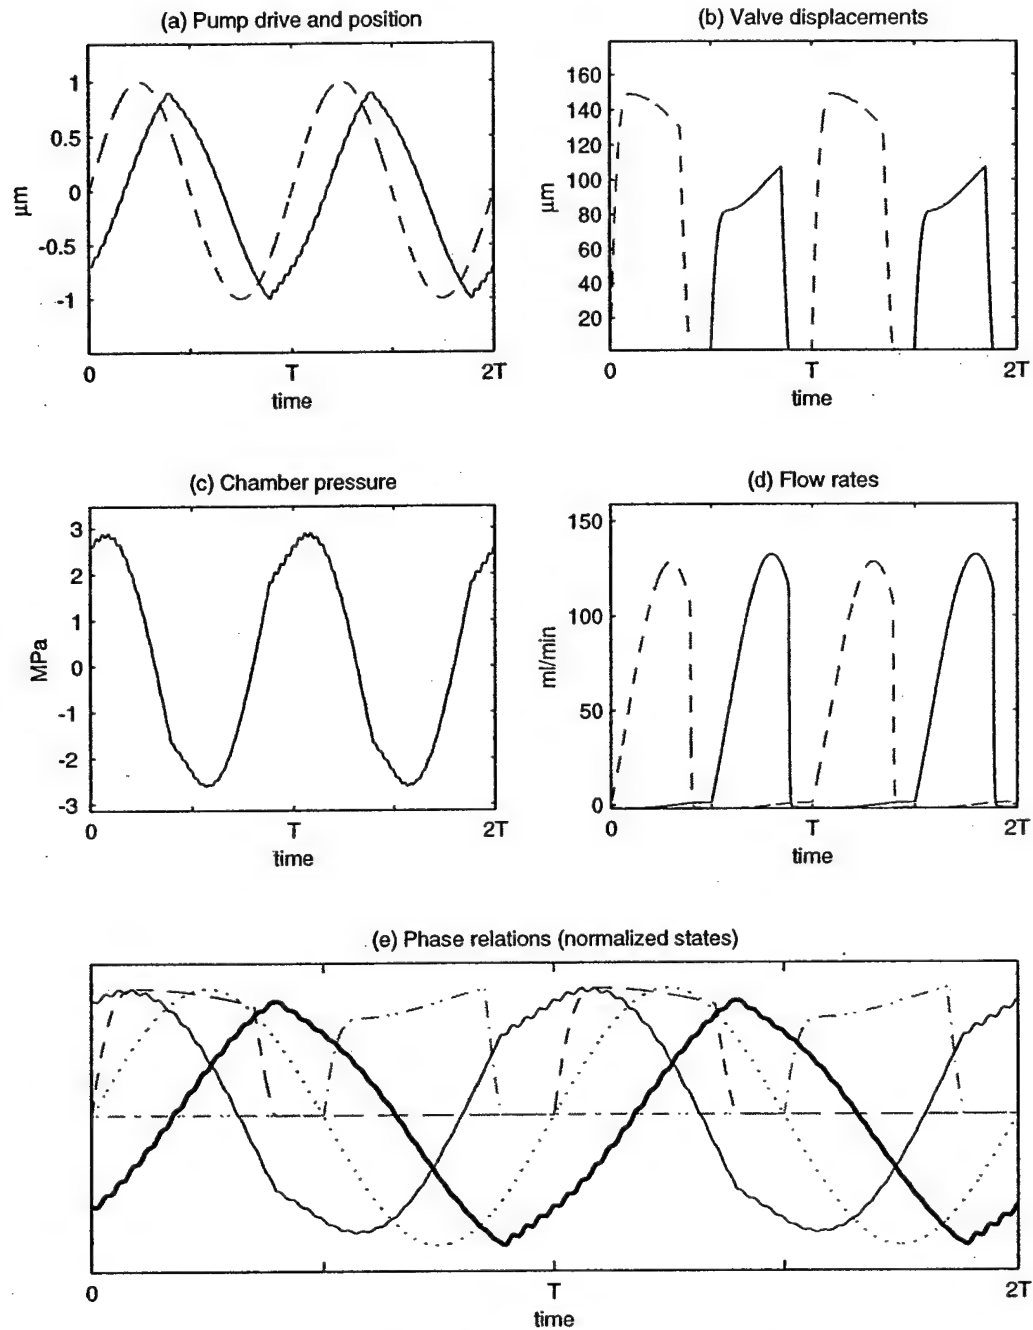 (a) Pump drive and position
1
0.5
0
-0.5
-1
μm
0 T 2T
time
(b) Valve displacements
160
140
120
100
80
60
40
20
μm
0 T 2T
time
(c) Chamber pressure
3
2
1
0
-1
-2
-3
MPa
0 T 2T
time
(d) Flow rates
150
100
50
0
ml/min
0 T 2T
time
(e) Phase relations (normalized states)
0 T 2T
time